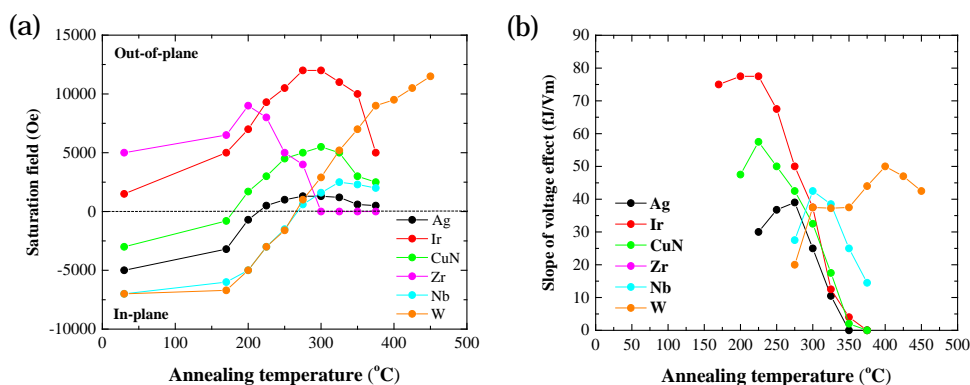 (a)
Saturation field (Oe)
15000
10000
5000
0
-5000
-10000
Out-of-plane
In-plane
Ag
Ir
CuN
Zr
Nb
W
0 100 200 300 400 500
Annealing temperature (°C)
(b)
Slope of voltage effect (fJ/Vm)
90
80
70
60
50
40
30
20
10
0
Ag
Ir
CuN
Zr
Nb
W
0 50 100 150 200 250 300 350 400 450 500
Annealing temperature (°C)